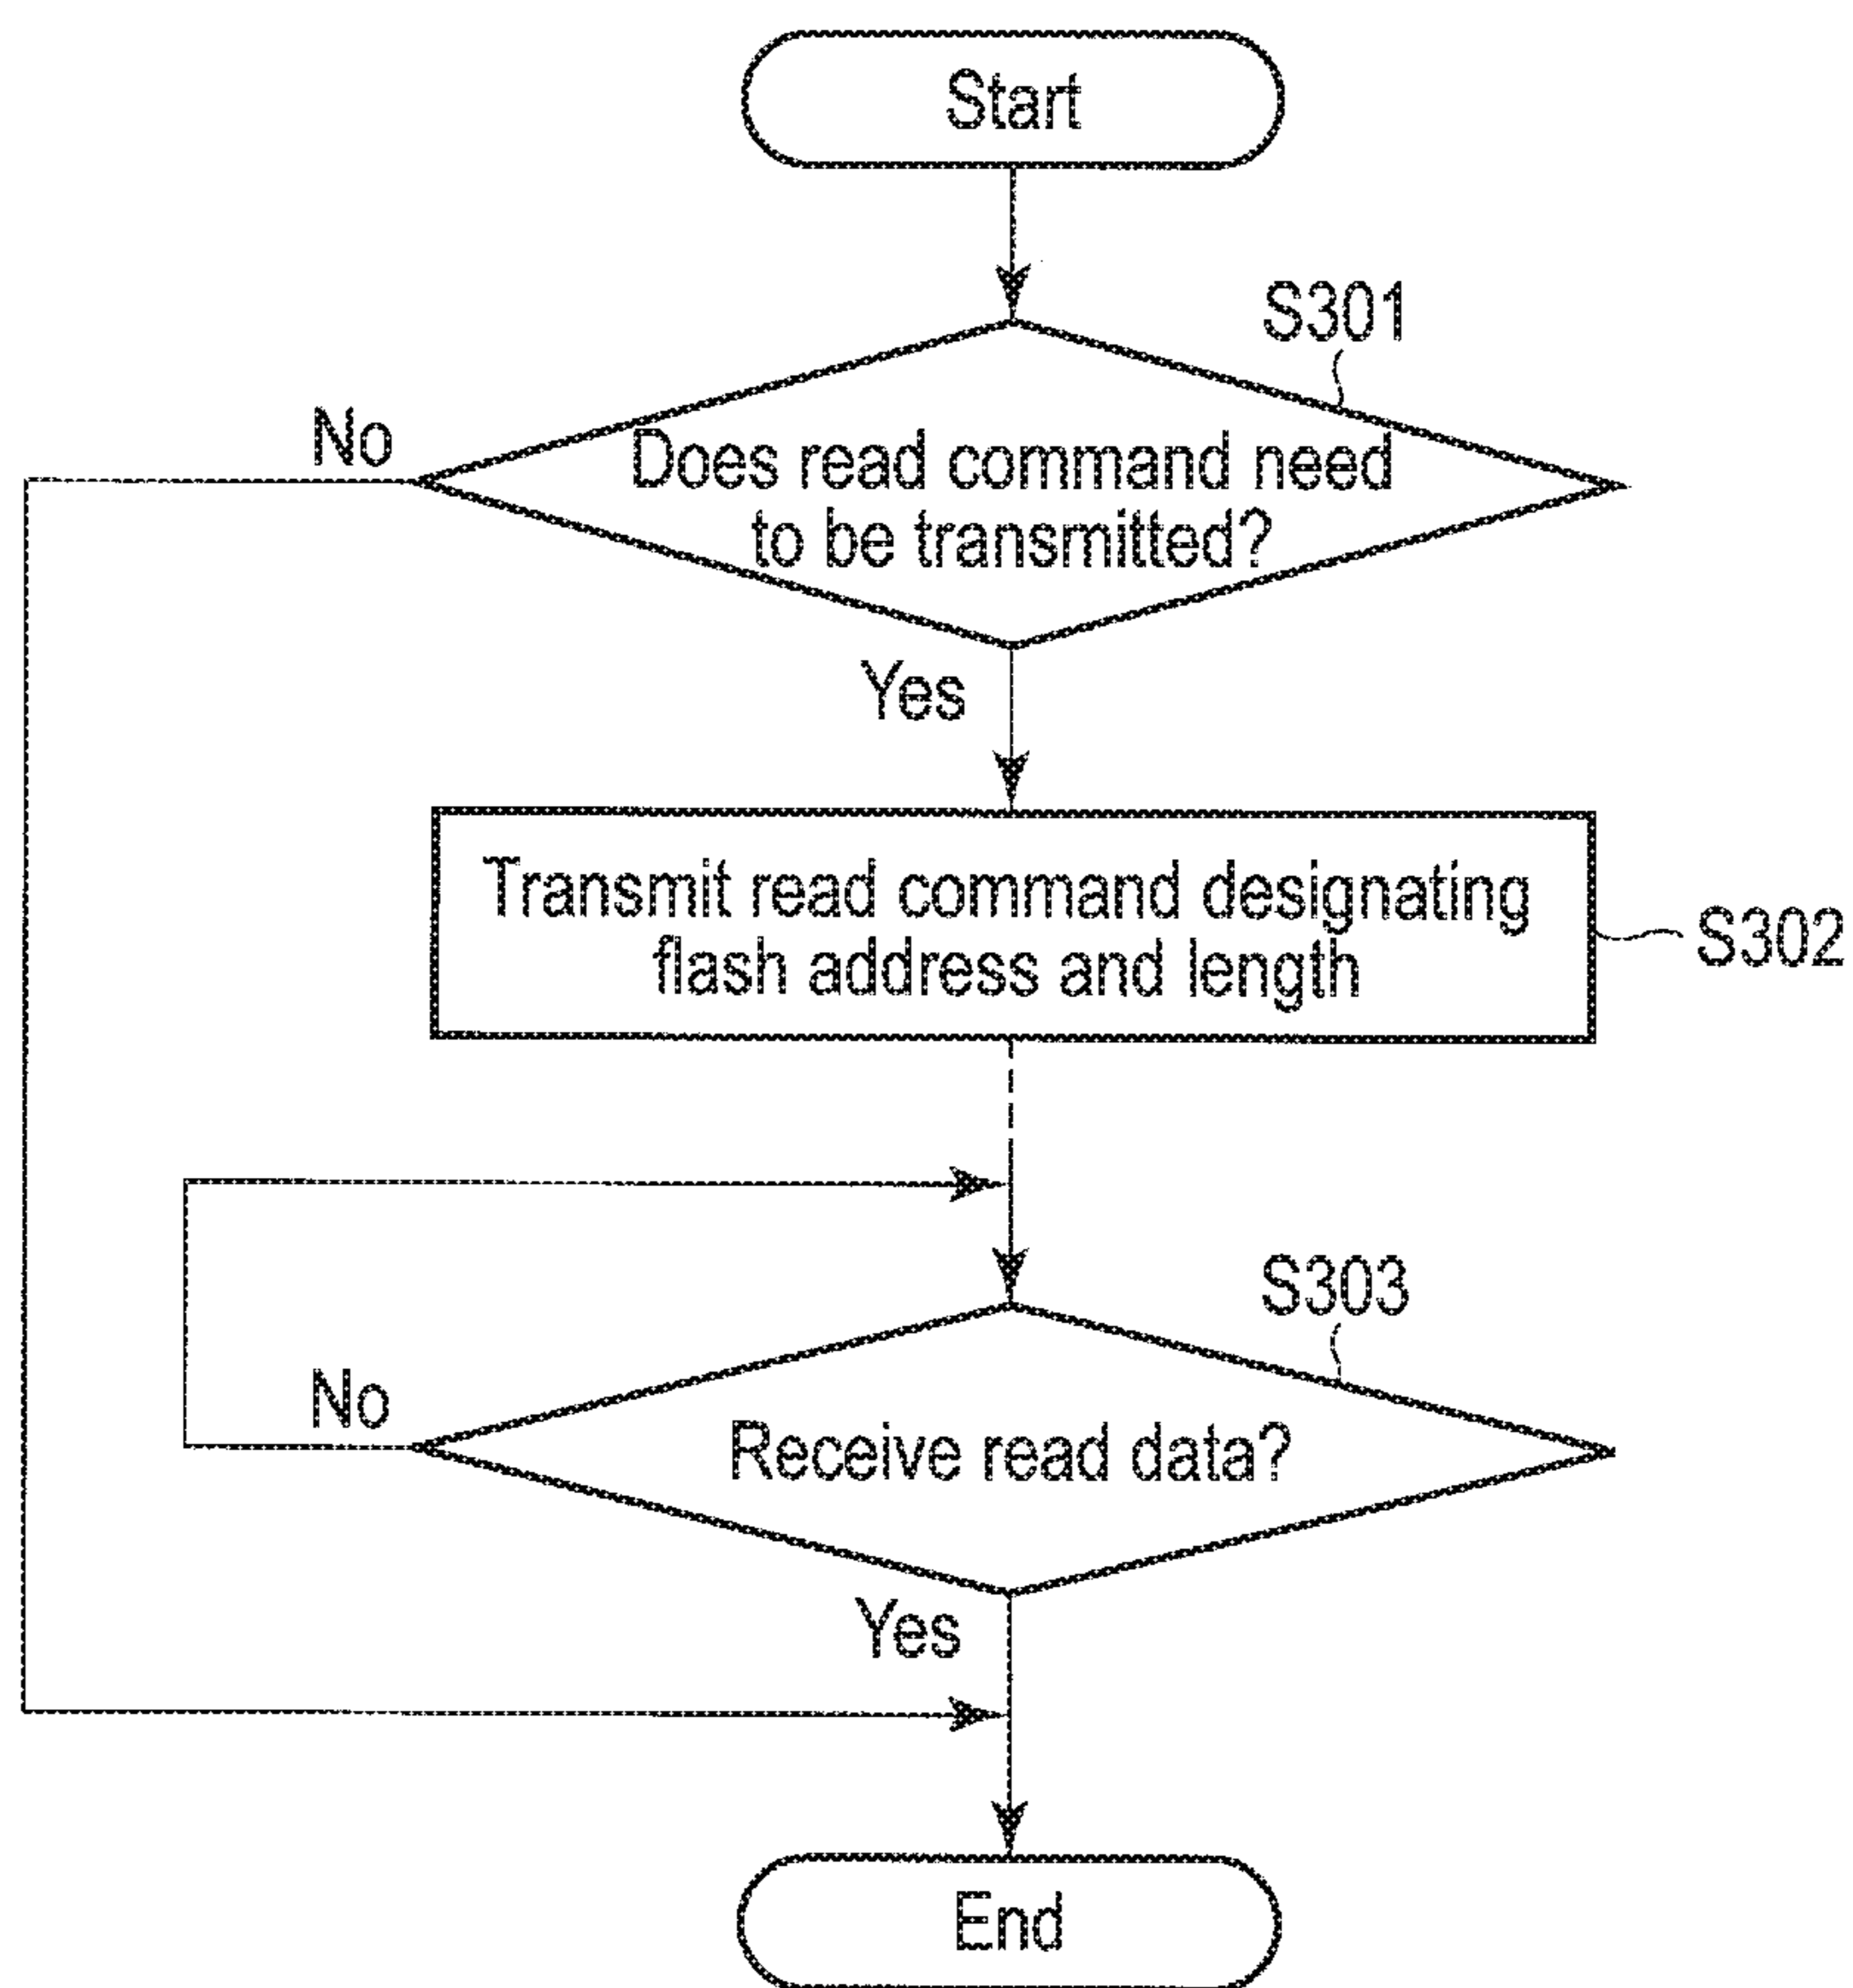 Start
S301
No
Does read command need
to be transmitted?
Yes
Transmit read command designating
flash address and length
S302
S303
No
Receive read data?
Yes
End